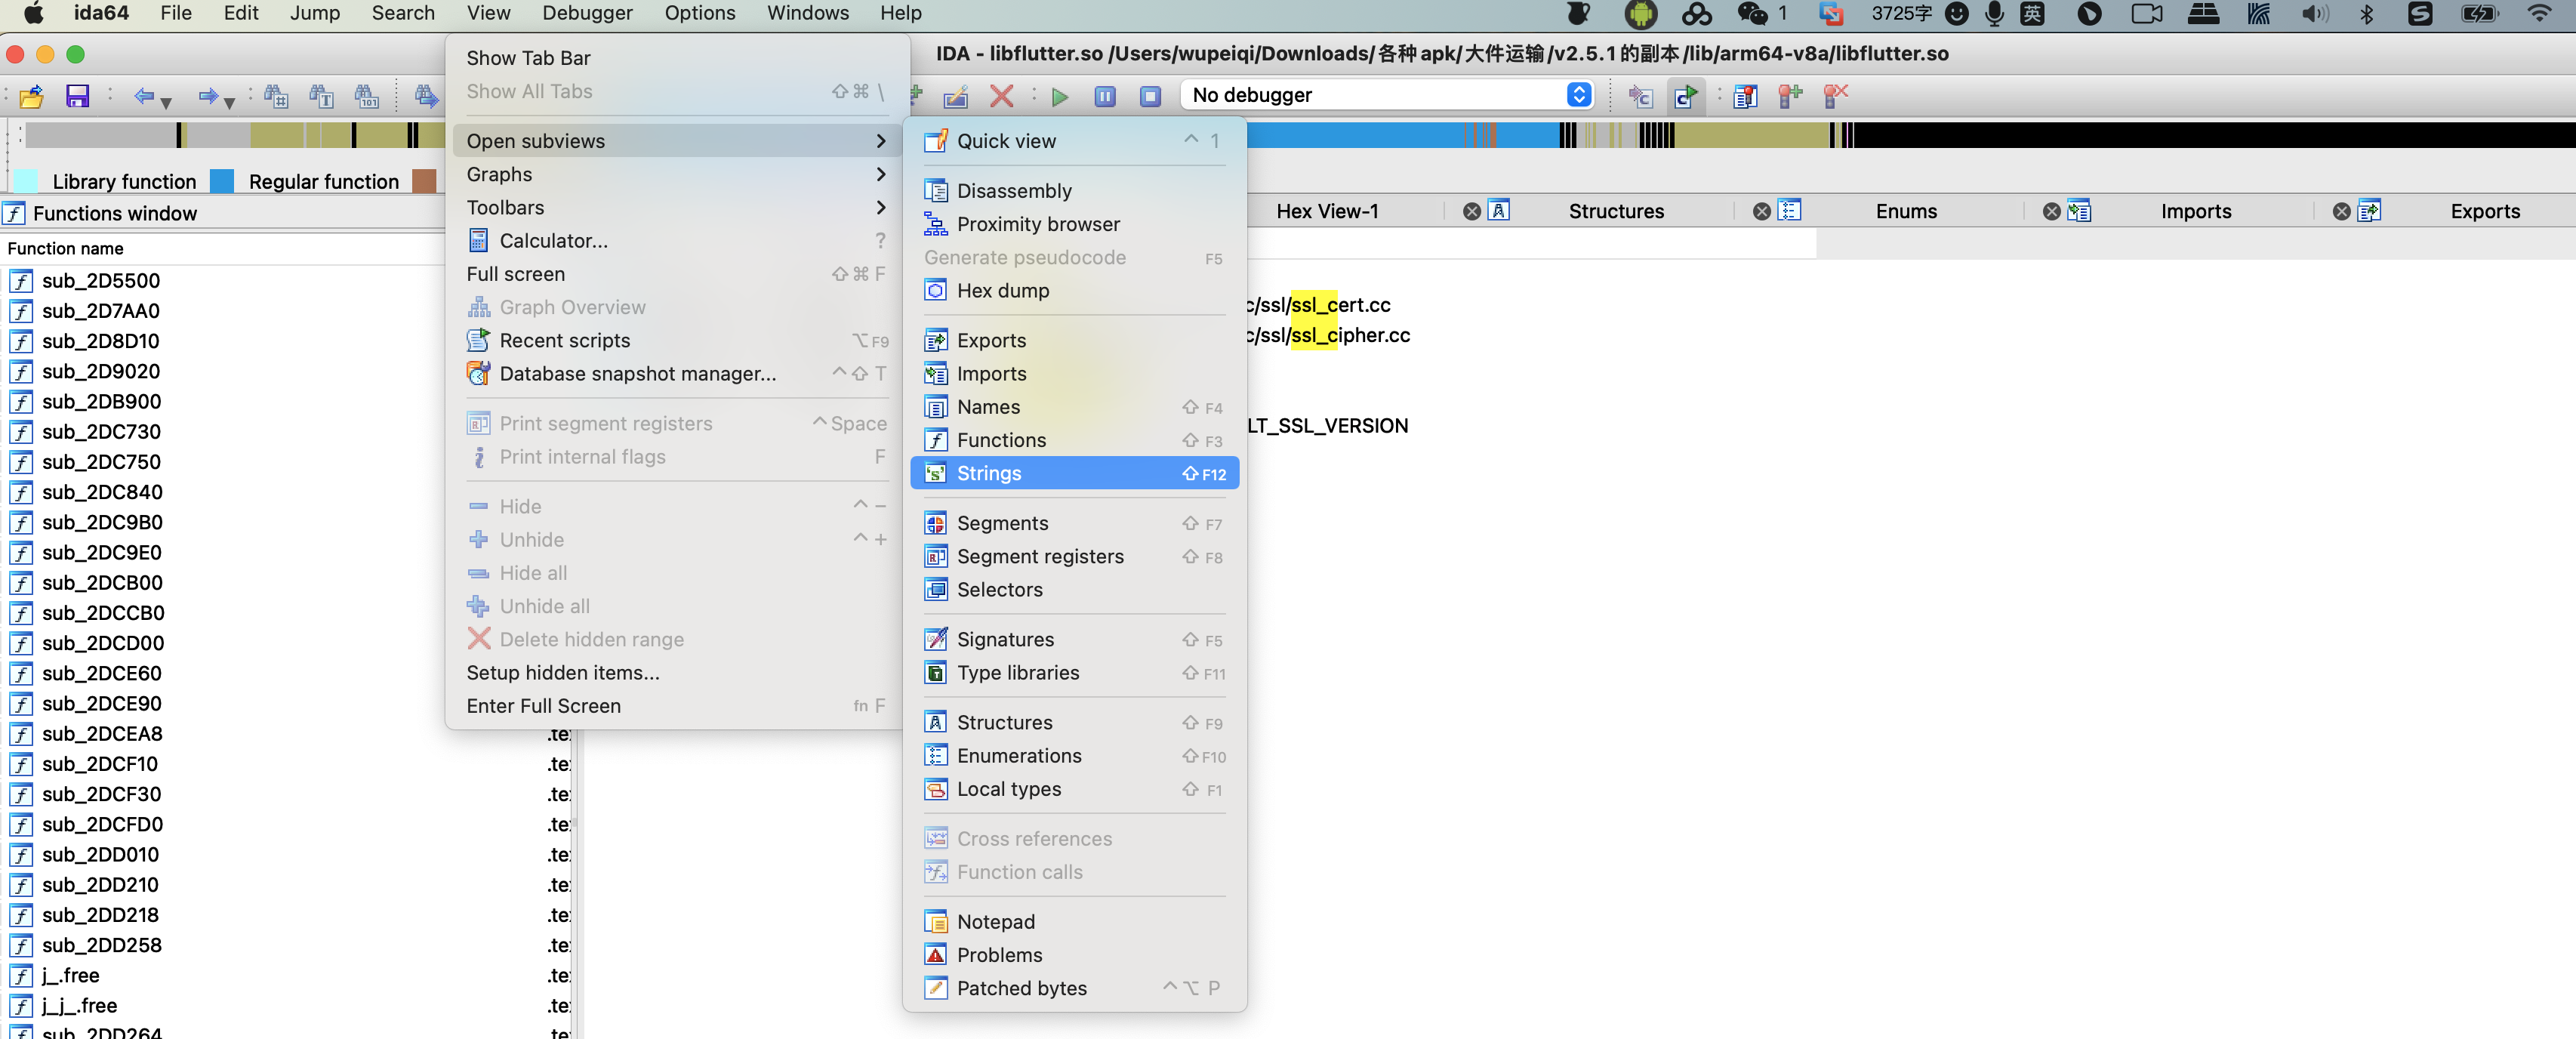 ida64 File Edit Jump Search View Debugger Options Windows Help 1 3725字 英
IDA - libflutter.so /Users/wupeiqi/Downloads/各种apk/大件运输/v2.5.1的副本/lib/arm64-v8a/libflutter.so
No debugger
Library function Regular function
Functions window
Hex View-1 Structures Enums Imports Exports
Function name
sub_2D5500
sub_2D7AA0
sub_2D8D10
sub_2D9020
sub_2DB900
sub_2DC730
sub_2DC750
sub_2DC840
sub_2DC9B0
sub_2DC9E0
sub_2DCB00
sub_2DCCB0
sub_2DCD00
sub_2DCE60
sub_2DCE90
sub_2DCEA8 .te
sub_2DCF10 .te
sub_2DCF30 .te
sub_2DCFD0 .te
sub_2DD010 .te
sub_2DD210 .te
sub_2DD218 .te
sub_2DD258 .te
j_.free .te
j_j_.free .te
sub_2DD264 .te
Show Tab Bar
Show All Tabs ⇧⌘ \
Open subviews
Graphs
Toolbars
Calculator... ?
Full screen ⇧⌘ F
Graph Overview
Recent scripts ⌥F9
Database snapshot manager... ^⇧ T
Print segment registers ^Space
Print internal flags F
Hide ^ −
Unhide ^ +
Hide all
Unhide all
Delete hidden range
Setup hidden items...
Enter Full Screen fn F
Quick view ^ 1
Disassembly
Proximity browser
Generate pseudocode F5
Hex dump
Exports
Imports
Names ⇧ F4
Functions ⇧ F3
Strings ⇧F12
Segments ⇧ F7
Segment registers ⇧ F8
Selectors
Signatures ⇧ F5
Type libraries ⇧F11
Structures ⇧ F9
Enumerations ⇧F10
Local types ⇧ F1
Cross references
Function calls
Notepad
Problems
Patched bytes ^⌥ P
c/ssl/ssl_cert.cc
c/ssl/ssl_cipher.cc
LT_SSL_VERSION